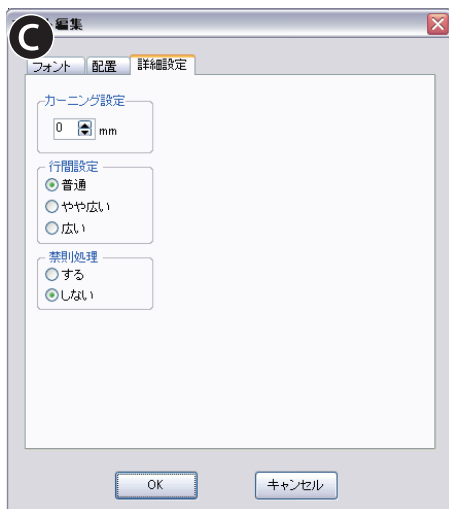 C
ト編集
フォント 配置 詳細設定
カーニング設定
0 mm
行間設定
普通
やや広い
広い
禁則処理
する
しない
OK キャンセル